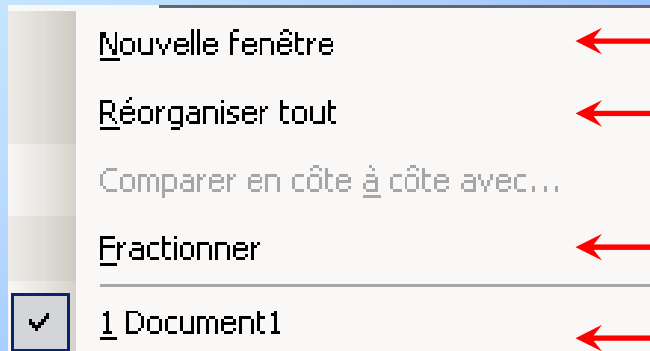 Nouvelle fenêtre
Réorganiser tout
Comparer en côte à côte avec...
Fractionner
1 Document1